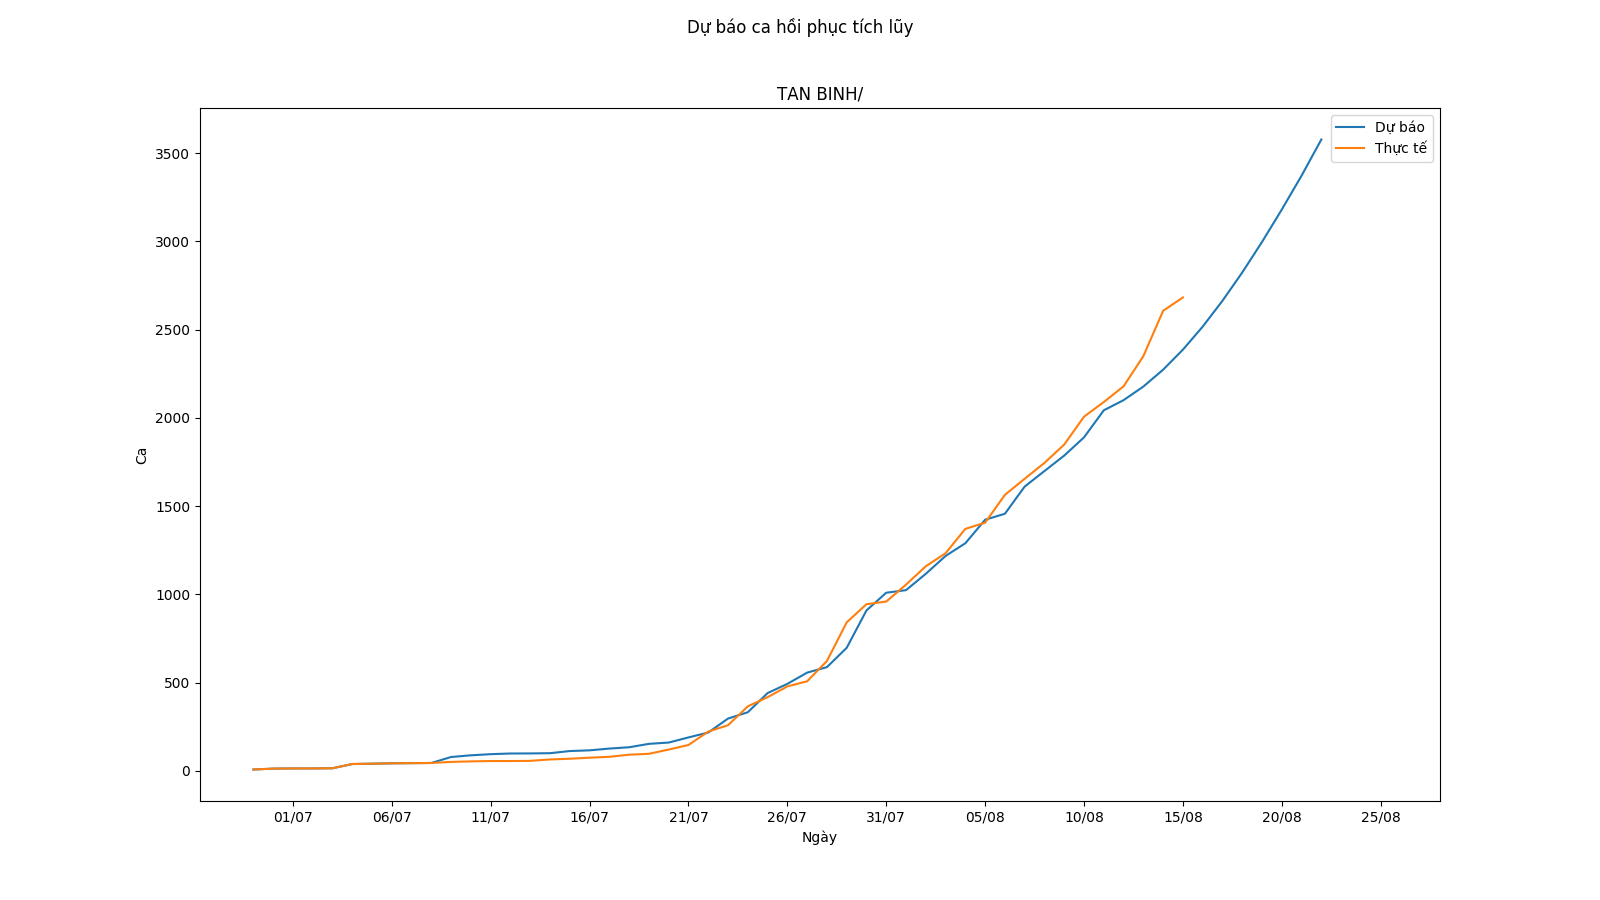 Dự báo ca hồi phục tích lũy
TAN BINH/
Dự báo
Thực tế
3500
3000
2500
2000
1500
1000
500
0
Ca
01/07 06/07 11/07 16/07 21/07 26/07 31/07 05/08 10/08 15/08 20/08 25/08
Ngày